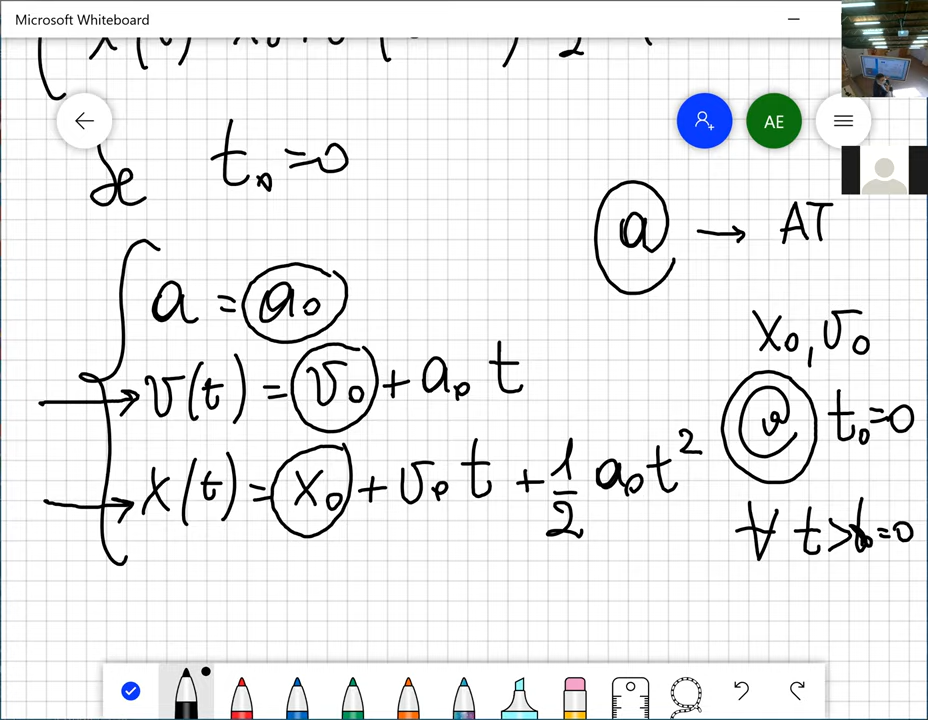 Microsoft Whiteboard
AE
t₀ = 0
a → AT
a = a₀
x₀, v₀
v(t) = v₀ + a₀ t
@ t₀ = 0
x(t) = x₀ + v₀ t + 1/2 a₀ t²
∀ t > t₀ = 0